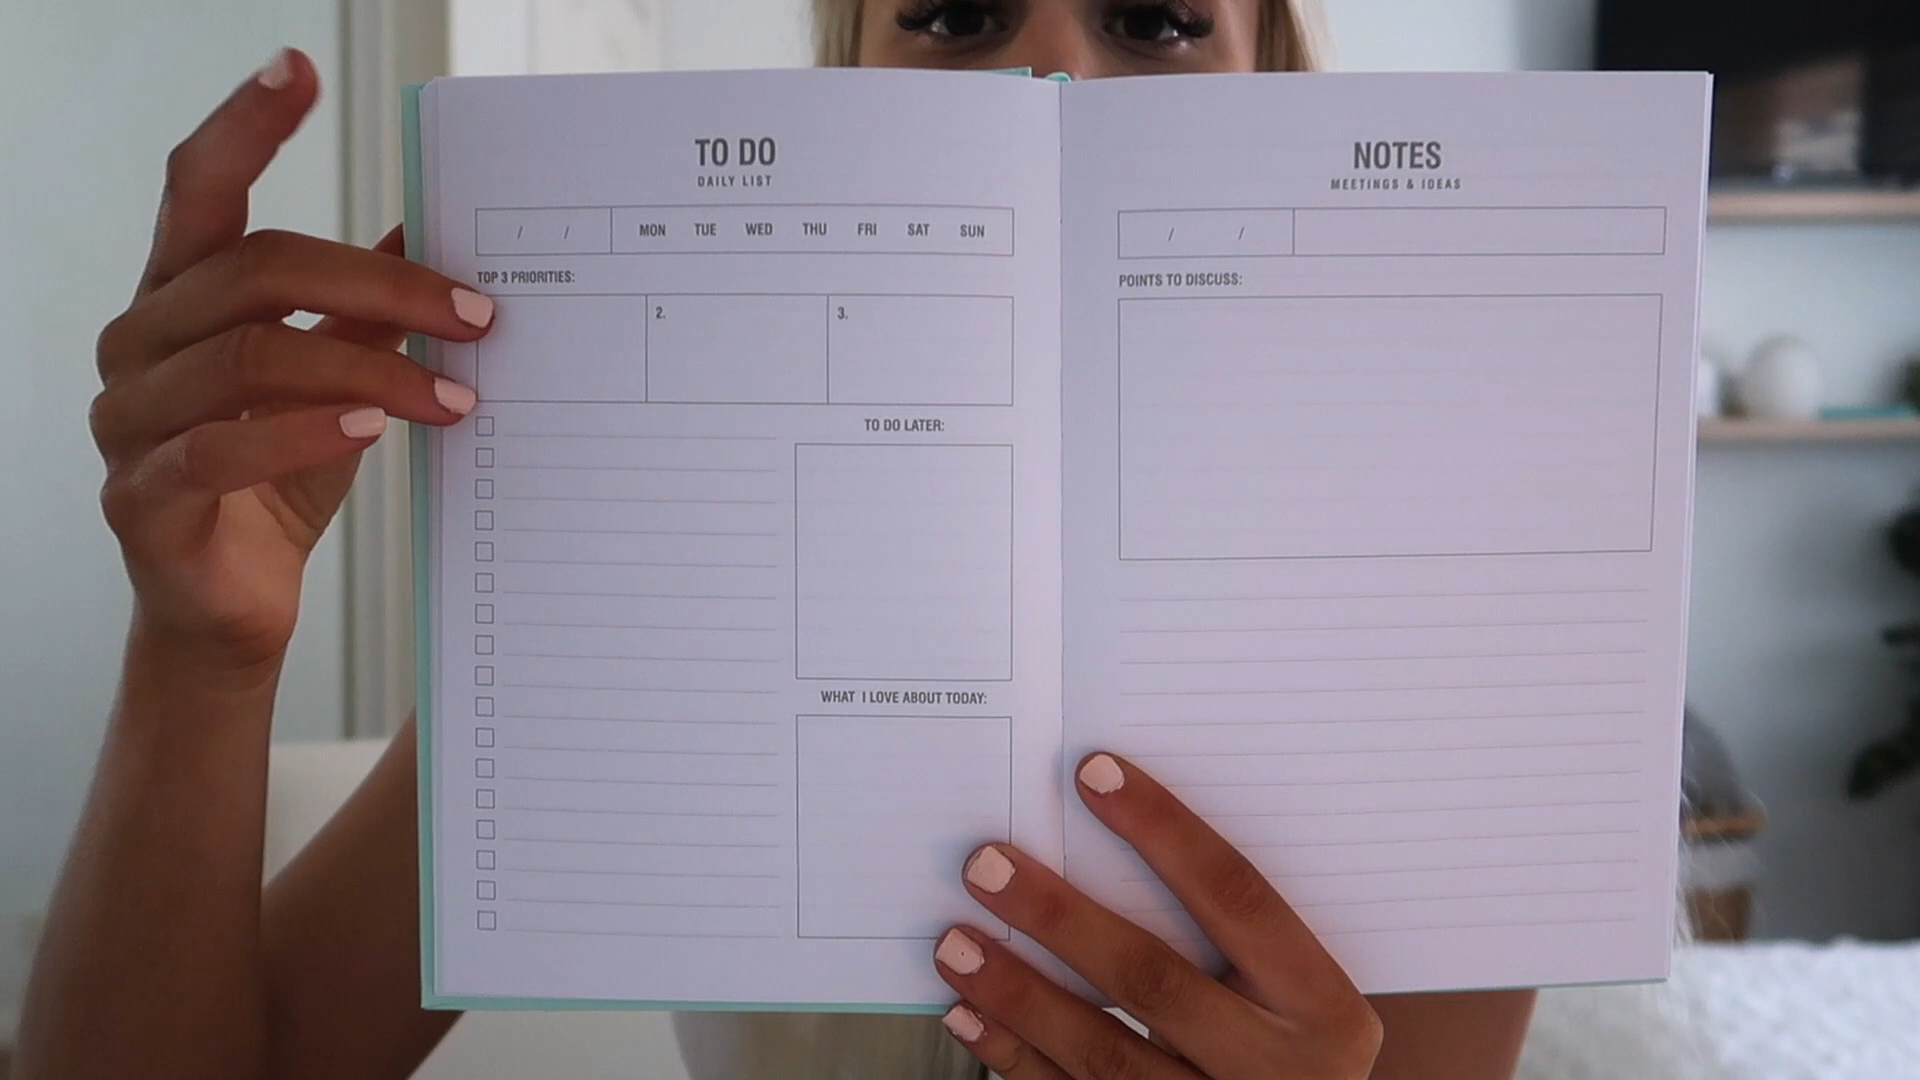 TO DO
DAILY LIST
/ /
MON TUE WED THU FRI SAT SUN
TOP 3 PRIORITIES:
2.
3.
TO DO LATER:
WHAT I LOVE ABOUT TODAY:
NOTES
MEETINGS & IDEAS
/ /
POINTS TO DISCUSS: